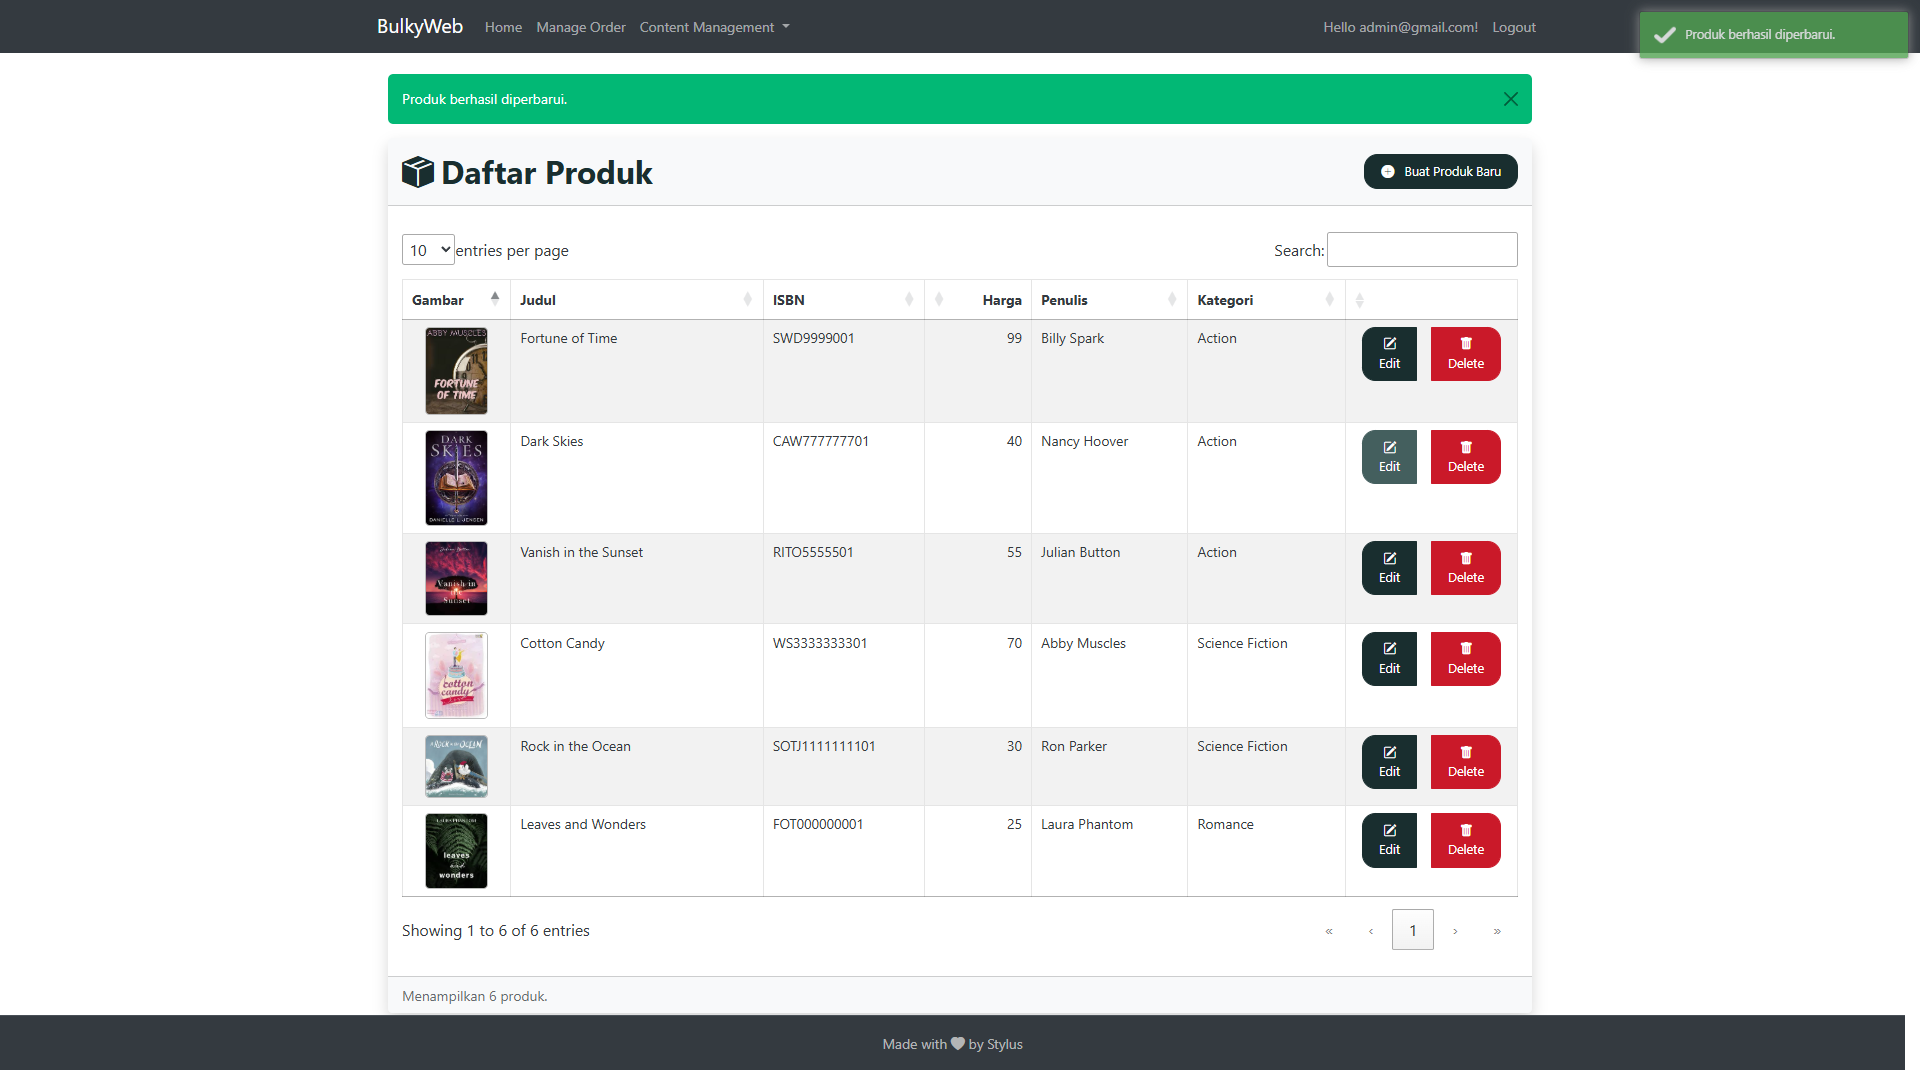 BulkyWeb Home Manage Order Content Management Hello admin@gmail.com! Logout
Produk berhasil diperbarui.
Produk berhasil diperbarui.
Daftar Produk Buat Produk Baru
10 entries per page Search:
Gambar Judul ISBN Harga Penulis Kategori
ABBY MUSCLES
FORTUNE
OF TIME
Fortune of Time SWD9999001 99 Billy Spark Action Edit Delete
DARK
SKIES
DANIELLE L. JENSEN
Dark Skies CAW777777701 40 Nancy Hoover Action Edit Delete
Vanish in
the
Sunset
Vanish in the Sunset RITO5555501 55 Julian Button Action Edit Delete
cotton
candy
Cotton Candy WS3333333301 70 Abby Muscles Science Fiction Edit Delete
A ROCK in the OCEAN
Rock in the Ocean SOTJ1111111101 30 Ron Parker Science Fiction Edit Delete
LAURA PHANTOM
leaves
and
wonders
Leaves and Wonders FOT000000001 25 Laura Phantom Romance Edit Delete
Showing 1 to 6 of 6 entries « ‹ 1 › »
Menampilkan 6 produk.
Made with by Stylus